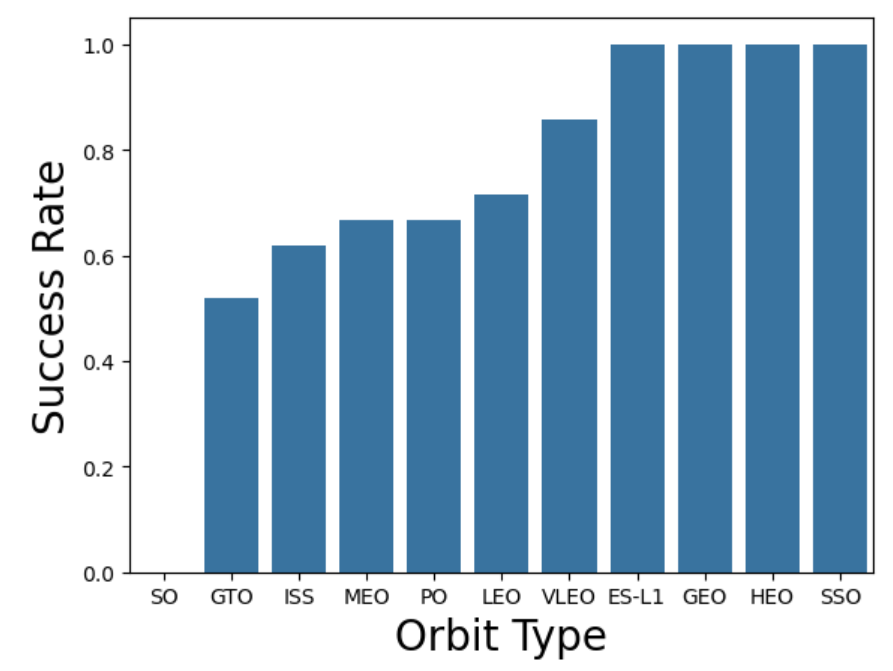 Success Rate
1.0
0.8
0.6
0.4
0.2
0.0
SO GTO ISS MEO PO LEO VLEO ES-L1 GEO HEO SSO
Orbit Type